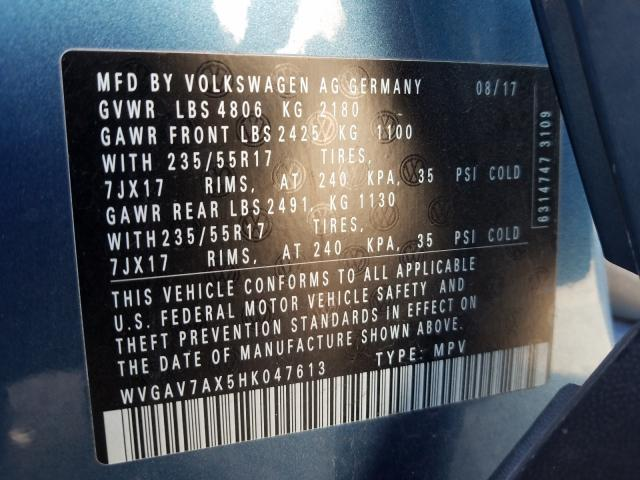 MFD BY VOLKSWAGEN AG GERMANY 08/17
GVWR LBS 4806 KG 2180
GAWR FRONT LBS 2425 KG 1100
WITH 235/55R17 TIRES,
7JX17 RIMS, AT 240 KPA, 35 PSI COLD
GAWR REAR LBS 2491, KG 1130
WITH 235/55R17 TIRES,
7JX17 RIMS, AT 240 KPA, 35 PSI COLD
THIS VEHICLE CONFORMS TO ALL APPLICABLE
U.S. FEDERAL MOTOR VEHICLE SAFETY AND
THEFT PREVENTION STANDARDS IN EFFECT ON
THE DATE OF MANUFACTURE SHOWN ABOVE.
WVGAV7AX5HK047613 TYPE: MPV
6314747 3109